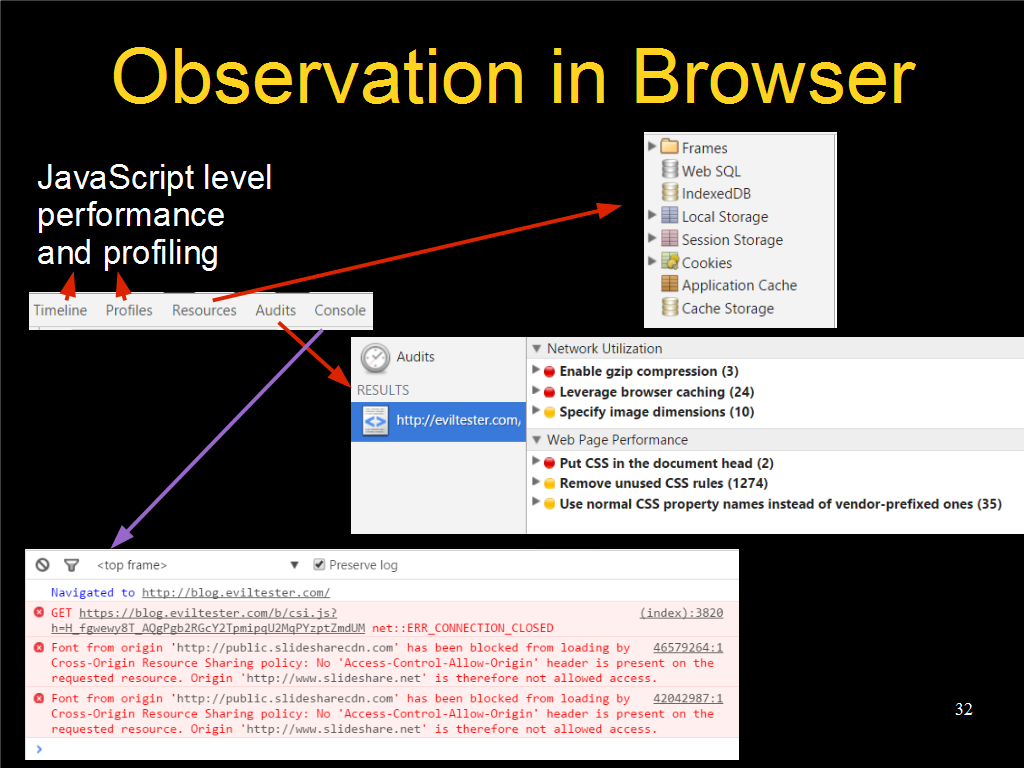 Observation in Browser
JavaScript level
performance
and profiling
Timeline Profiles Resources Audits Console
Frames
Web SQL
IndexedDB
Local Storage
Session Storage
Cookies
Application Cache
Cache Storage
Audits
RESULTS
http://eviltester.com/
Network Utilization
Enable gzip compression (3)
Leverage browser caching (24)
Specify image dimensions (10)
Web Page Performance
Put CSS in the document head (2)
Remove unused CSS rules (1274)
Use normal CSS property names instead of vendor-prefixed ones (35)
<top frame> Preserve log
Navigated to http://blog.eviltester.com/
GET https://blog.eviltester.com/b/csi.js? (index):3820
h=H_fgwewy8T_AQgPgb2RGcY2TpmipqU2MqPYzptZmdUM net::ERR_CONNECTION_CLOSED
Font from origin 'http://public.slidesharecdn.com' has been blocked from loading by 46579264:1
Cross-Origin Resource Sharing policy: No 'Access-Control-Allow-Origin' header is present on the
requested resource. Origin 'http://www.slideshare.net' is therefore not allowed access.
Font from origin 'http://public.slidesharecdn.com' has been blocked from loading by 42042987:1
Cross-Origin Resource Sharing policy: No 'Access-Control-Allow-Origin' header is present on the
requested resource. Origin 'http://www.slideshare.net' is therefore not allowed access.
32